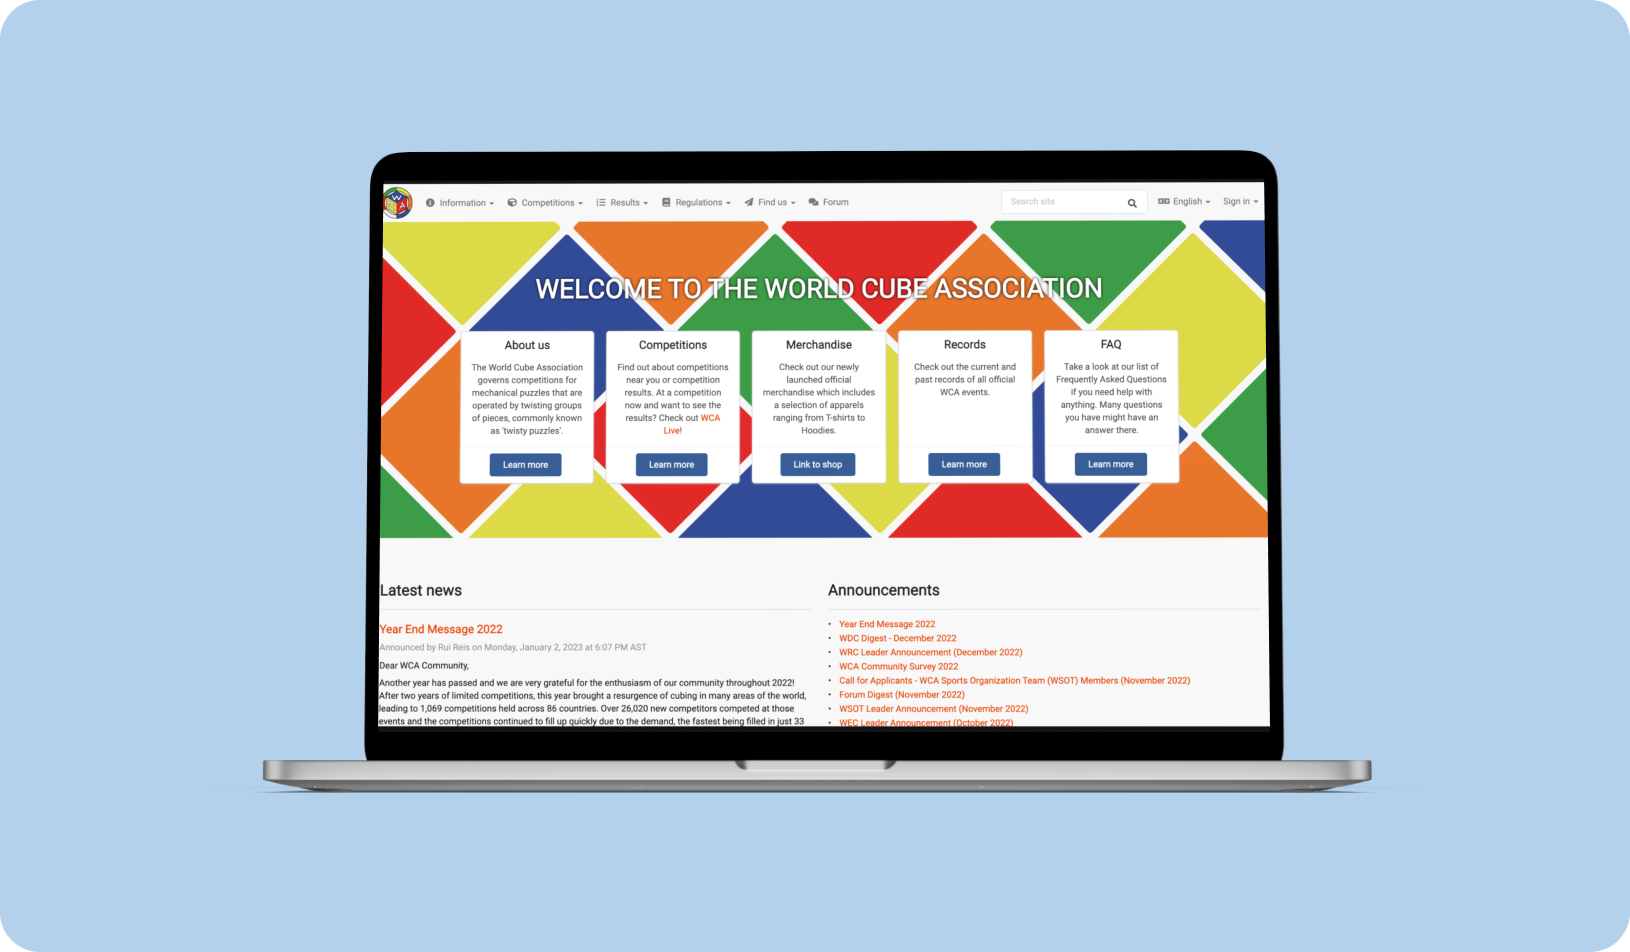 Information
Competitions
Results
Regulations
Find us
Forum
Search site
English
Sign in
WELCOME TO THE WORLD CUBE ASSOCIATION
About us
The World Cube Association
governs competitions for
mechanical puzzles that are
operated by twisting groups
of pieces, commonly known
as 'twisty puzzles'.
Learn more
Competitions
Find out about competitions
near you or competition
results. At a competition
now and want to see the
results? Check out WCA
Live!
Learn more
Merchandise
Check out our newly
launched official
merchandise which includes
a selection of apparels
ranging from T-shirts to
Hoodies.
Link to shop
Records
Check out the current and
past records of all official
WCA events.
Learn more
FAQ
Take a look at our list of
Frequently Asked Questions
if you need help with
anything. Many questions
you have might have an
answer there.
Learn more
Latest news
Year End Message 2022
Announced by Rui Reis on Monday, January 2, 2023 at 6:07 PM AST
Dear WCA Community,
Another year has passed and we are very grateful for the enthusiasm of our community throughout 2022!
After two years of limited competitions, this year brought a resurgence of cubing in many areas of the world,
leading to 1,069 competitions held across 86 countries. Over 26,020 new competitors competed at those
events and the competitions continued to fill up quickly due to the demand, the fastest being filled in just 33
Announcements
• Year End Message 2022
• WDC Digest - December 2022
• WRC Leader Announcement (December 2022)
• WCA Community Survey 2022
• Call for Applicants - WCA Sports Organization Team (WSOT) Members (November 2022)
• Forum Digest (November 2022)
• WSOT Leader Announcement (November 2022)
• WEC Leader Announcement (October 2022)